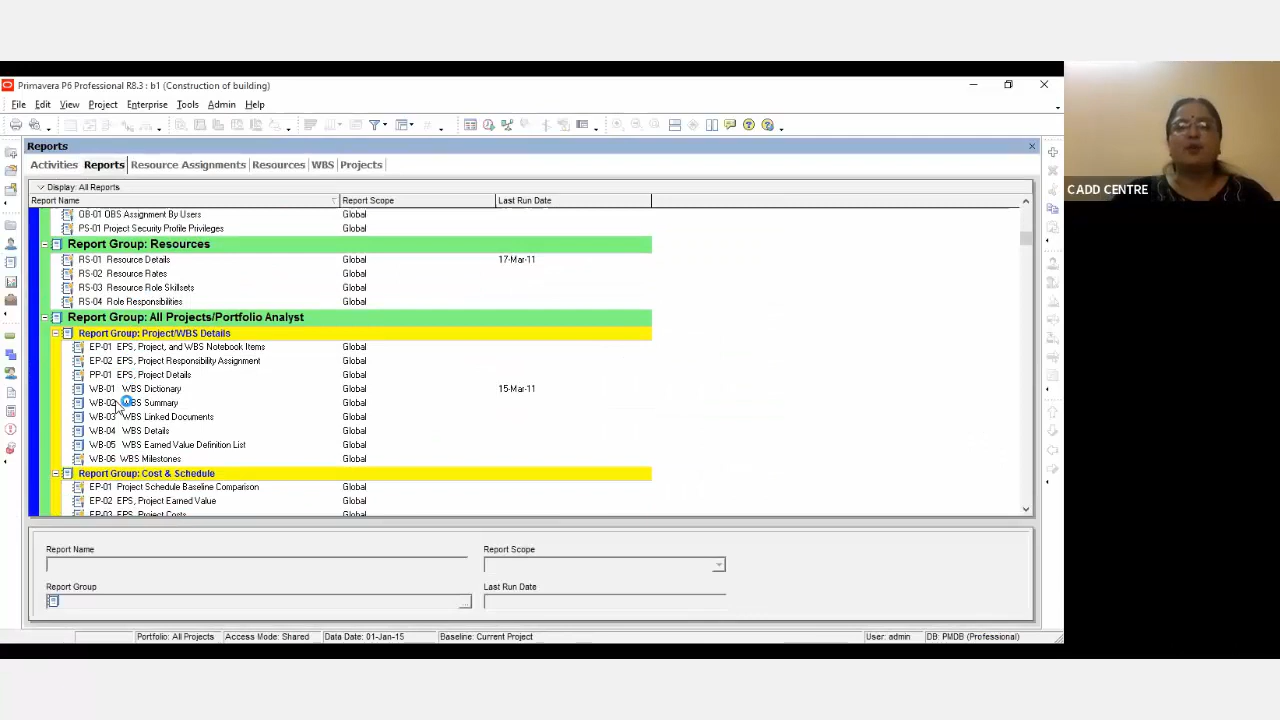 Primavera P6 Professional R8.3 : b1 (Construction of building)
File Edit View Project Enterprise Tools Admin Help
Reports
Activities Reports Resource Assignments Resources WBS Projects
Display: All Reports
Report Name Report Scope Last Run Date
OB-01 OBS Assignment By Users Global
PS-01 Project Security Profile Privileges Global
Report Group: Resources
RS-01 Resource Details Global 17-Mar-11
RS-02 Resource Rates Global
RS-03 Resource Role Skillsets Global
RS-04 Role Responsibilities Global
Report Group: All Projects/Portfolio Analyst
Report Group: Project/WBS Details
EP-01 EPS, Project, and WBS Notebook Items Global
EP-02 EPS, Project Responsibility Assignment Global
PP-01 EPS, Project Details Global
WB-01 WBS Dictionary Global 15-Mar-11
WB-02 WBS Summary Global
WB-03 WBS Linked Documents Global
WB-04 WBS Details Global
WB-05 WBS Earned Value Definition List Global
WB-06 WBS Milestones Global
Report Group: Cost & Schedule
EP-01 Project Schedule Baseline Comparison Global
EP-02 EPS, Project Earned Value Global
EP-03 EPS, Project Costs Global
Report Name Report Scope
Report Group Last Run Date
Portfolio: All Projects Access Mode: Shared Data Date: 01-Jan-15 Baseline: Current Project User: admin DB: PMDB (Professional)
CADD CENTRE